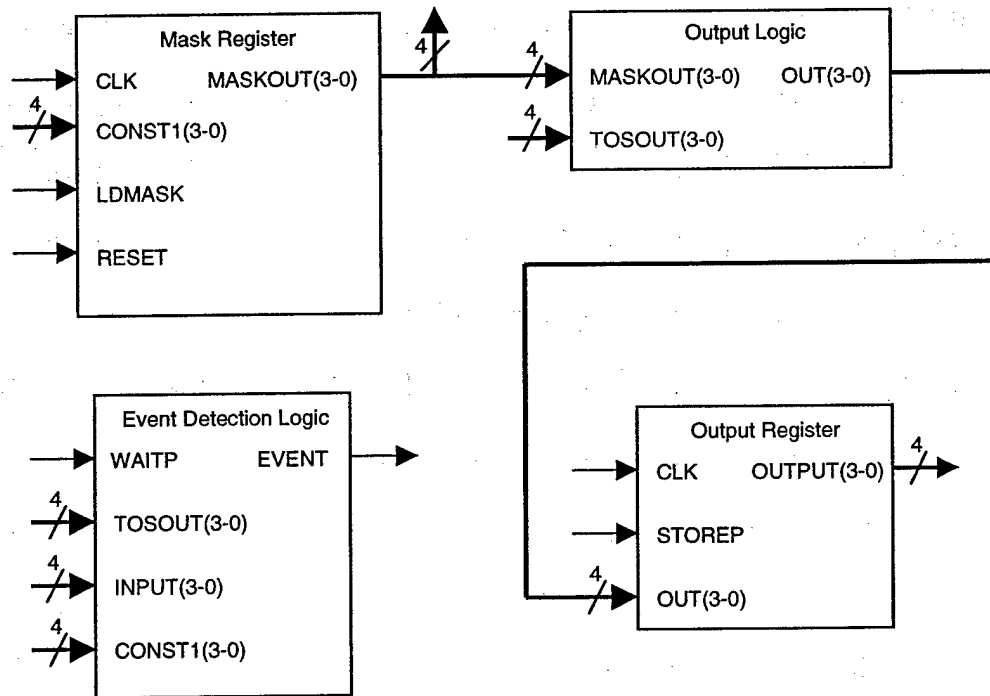 Mask Register
CLK MASKOUT(3-0)
4
CONST1(3-0)
LDMASK
RESET
4
Output Logic
4
MASKOUT(3-0) OUT(3-0)
4
TOSOUT(3-0)
Event Detection Logic
WAITP EVENT
4
TOSOUT(3-0)
4
INPUT(3-0)
4
CONST1(3-0)
Output Register
CLK OUTPUT(3-0)
4
STOREP
4
OUT(3-0)